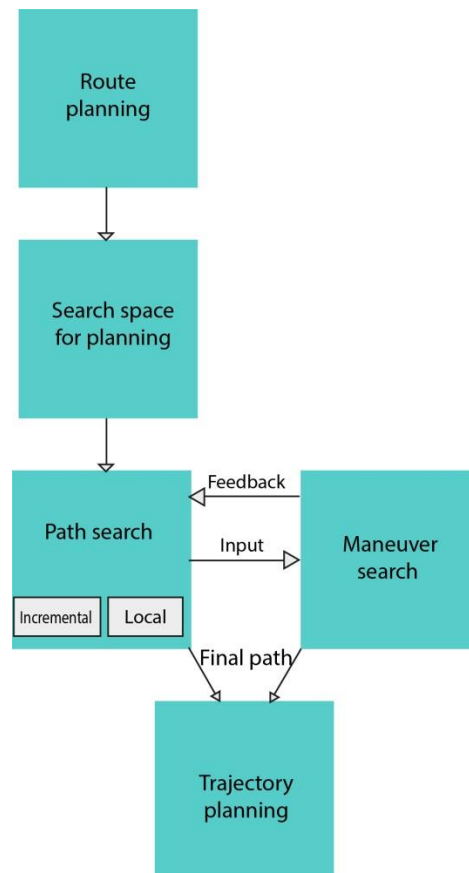 Route
planning
Search space
for planning
Feedback
Path search
Input
Maneuver
search
Incremental
Local
Final path
Trajectory
planning